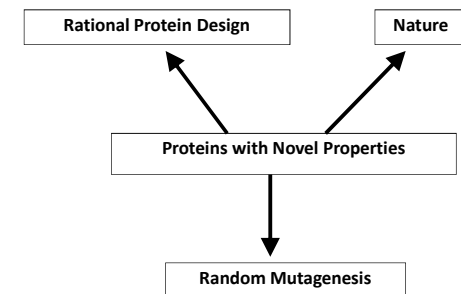 Rational Protein Design
Nature
Proteins with Novel Properties
Random Mutagenesis